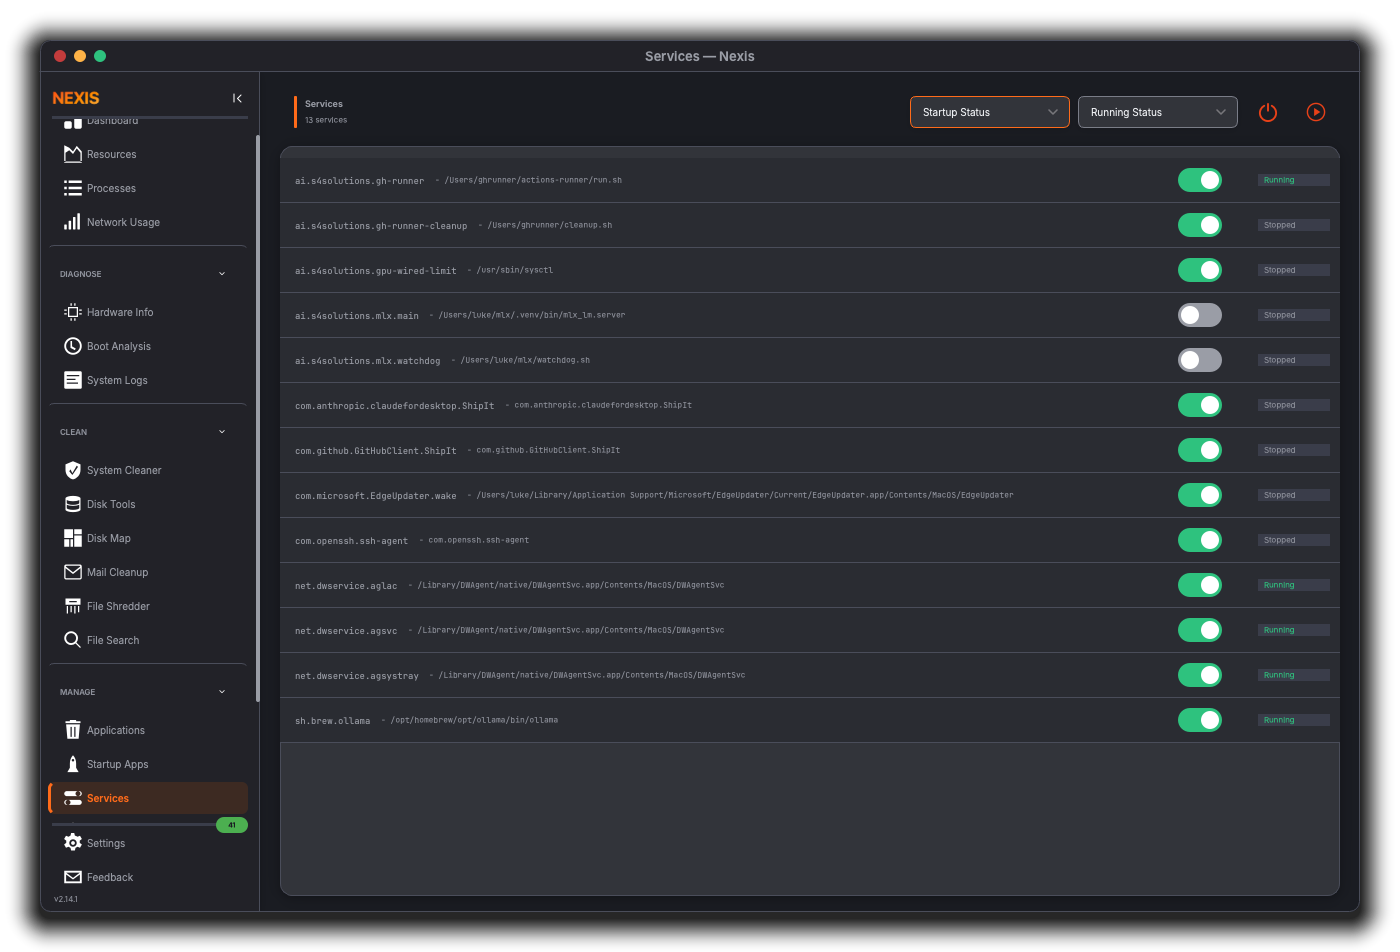 Services — Nexis
NEXIS
Dashboard
Resources
Processes
Network Usage
DIAGNOSE
Hardware Info
Boot Analysis
System Logs
CLEAN
System Cleaner
Disk Tools
Disk Map
Mail Cleanup
File Shredder
File Search
MANAGE
Applications
Startup Apps
Services
41
Settings
Feedback
v2.14.1
Services
13 services
Startup Status
Running Status
ai.s4solutions.gh-runner - /Users/ghrunner/actions-runner/run.sh Running
ai.s4solutions.gh-runner-cleanup - /Users/ghrunner/cleanup.sh Stopped
ai.s4solutions.gpu-wired-limit - /usr/sbin/sysctl Stopped
ai.s4solutions.mlx.main - /Users/luke/mlx/.venv/bin/mlx_lm.server Stopped
ai.s4solutions.mlx.watchdog - /Users/luke/mlx/watchdog.sh Stopped
com.anthropic.claudefordesktop.ShipIt - com.anthropic.claudefordesktop.ShipIt Stopped
com.github.GitHubClient.ShipIt - com.github.GitHubClient.ShipIt Stopped
com.microsoft.EdgeUpdater.wake - /Users/luke/Library/Application Support/Microsoft/EdgeUpdater/Current/EdgeUpdater.app/Contents/MacOS/EdgeUpdater Stopped
com.openssh.ssh-agent - com.openssh.ssh-agent Stopped
net.dwservice.aglac - /Library/DWAgent/native/DWAgentSvc.app/Contents/MacOS/DWAgentSvc Running
net.dwservice.agsvc - /Library/DWAgent/native/DWAgentSvc.app/Contents/MacOS/DWAgentSvc Running
net.dwservice.agsystray - /Library/DWAgent/native/DWAgentSvc.app/Contents/MacOS/DWAgentSvc Running
sh.brew.ollama - /opt/homebrew/opt/ollama/bin/ollama Running